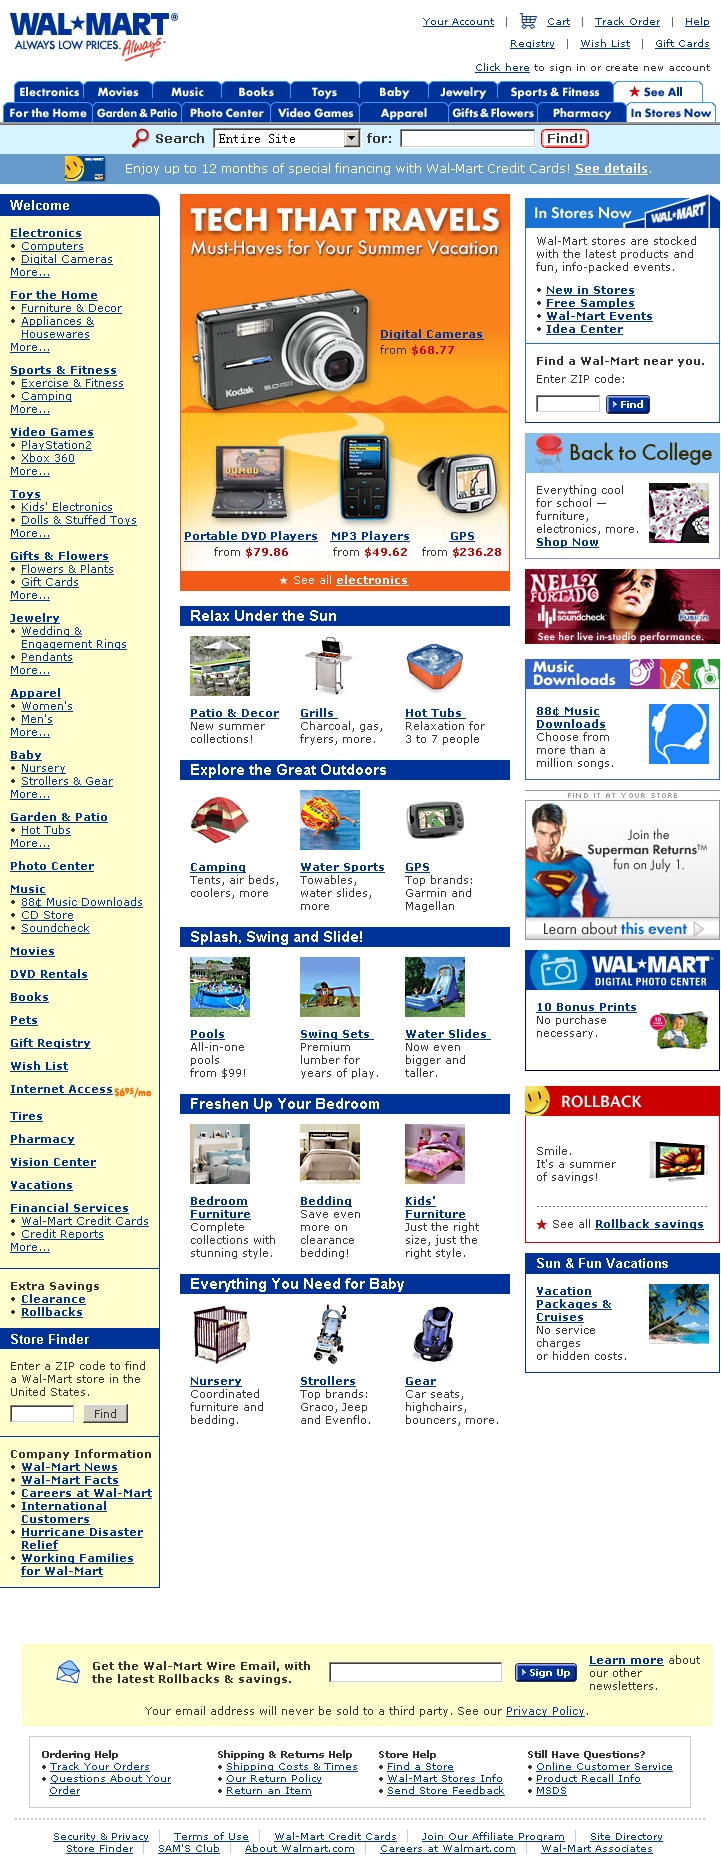 WAL★MART®
ALWAYS LOW PRICES. Always.
Your Account | Cart | Track Order | Help
Registry | Wish List | Gift Cards
Click here to sign in or create new account
Electronics Movies Music Books Toys Baby Jewelry Sports & Fitness ★ See All
For the Home Garden & Patio Photo Center Video Games Apparel Gifts & Flowers Pharmacy In Stores Now
Search Entire Site for: Find!
Enjoy up to 12 months of special financing with Wal-Mart Credit Cards! See details.
Welcome
Electronics
• Computers
• Digital Cameras
More...
For the Home
• Furniture & Decor
• Appliances &
Housewares
More...
Sports & Fitness
• Exercise & Fitness
• Camping
More...
Video Games
• PlayStation2
• Xbox 360
More...
Toys
• Kids' Electronics
• Dolls & Stuffed Toys
More...
Gifts & Flowers
• Flowers & Plants
• Gift Cards
More...
Jewelry
• Wedding &
Engagement Rings
• Pendants
More...
Apparel
• Women's
• Men's
More...
Baby
• Nursery
• Strollers & Gear
More...
Garden & Patio
• Hot Tubs
More...
Photo Center
Music
• 88¢ Music Downloads
• CD Store
• Soundcheck
Movies
DVD Rentals
Books
Pets
Gift Registry
Wish List
Internet Access $6.95/mo
Tires
Pharmacy
Vision Center
Vacations
Financial Services
• Wal-Mart Credit Cards
• Credit Reports
More...
Extra Savings
• Clearance
• Rollbacks
Store Finder
Enter a ZIP code to find
a Wal-Mart store in the
United States.
Find
Company Information
• Wal-Mart News
• Wal-Mart Facts
• Careers at Wal-Mart
• International
Customers
• Hurricane Disaster
Relief
• Working Families
for Wal-Mart
TECH THAT TRAVELS
Must-Haves for Your Summer Vacation
Digital Cameras
from $68.77
Kodak
5.0
DUMBO
Portable DVD Players MP3 Players GPS
from $79.86 from $49.62 from $236.28
★ See all electronics
Relax Under the Sun
Patio & Decor
New summer
collections!
Grills
Charcoal, gas,
fryers, more.
Hot Tubs
Relaxation for
3 to 7 people
Explore the Great Outdoors
Camping
Tents, air beds,
coolers, more
Water Sports
Towables,
water slides,
more
GPS
Top brands:
Garmin and
Magellan
Splash, Swing and Slide!
Pools
All-in-one
pools
from $99!
Swing Sets
Premium
lumber for
years of play.
Water Slides
Now even
bigger and
taller.
Freshen Up Your Bedroom
Bedroom
Furniture
Complete
collections with
stunning style.
Bedding
Save even
more on
clearance
bedding!
Kids'
Furniture
Just the right
size, just the
right style.
Everything You Need for Baby
Nursery
Coordinated
furniture and
bedding.
Strollers
Top brands:
Graco, Jeep
and Evenflo.
Gear
Car seats,
highchairs,
bouncers, more.
In Stores Now WAL★MART
Wal-Mart stores are stocked
with the latest products and
fun, info-packed events.
• New in Stores
• Free Samples
• Wal-Mart Events
• Idea Center
Find a Wal-Mart near you.
Enter ZIP code:
Find
Back to College
Everything cool
for school —
furniture,
electronics, more.
Shop Now
NELLY
FURTADO
WAL-MART
soundcheck
Fusion
See her live in-studio performance.
Music
Downloads
88¢ Music
Downloads
Choose from
more than a
million songs.
FIND IT AT YOUR STORE
Join the
Superman Returns™
fun on July 1.
Learn about this event
WAL★MART
DIGITAL PHOTO CENTER
10 Bonus Prints
No purchase
necessary.
10
ROLLBACK
Smile.
It's a summer
of savings!
★ See all Rollback savings
Sun & Fun Vacations
Vacation
Packages &
Cruises
No service
charges
or hidden costs.
Get the Wal-Mart Wire Email, with
the latest Rollbacks & savings.
Sign Up
Learn more about
our other
newsletters.
Your email address will never be sold to a third party. See our Privacy Policy.
Ordering Help
• Track Your Orders
• Questions About Your
Order
Shipping & Returns Help
• Shipping Costs & Times
• Our Return Policy
• Return an Item
Store Help
• Find a Store
• Wal-Mart Stores Info
• Send Store Feedback
Still Have Questions?
• Online Customer Service
• Product Recall Info
• MSDS
Security & Privacy | Terms of Use | Wal-Mart Credit Cards | Join Our Affiliate Program | Site Directory
Store Finder | SAM'S Club | About Walmart.com | Careers at Walmart.com | Wal-Mart Associates